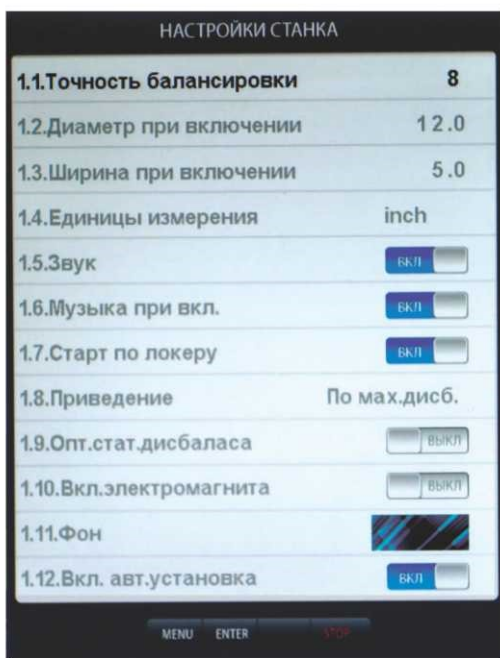 НАСТРОЙКИ СТАНКА
1.1.Точность балансировки 8
1.2.Диаметр при включении 12.0
1.3.Ширина при включении 5.0
1.4.Единицы измерения inch
1.5.Звук ВКЛ
1.6.Музыка при вкл. ВКЛ
1.7.Старт по локеру ВКЛ
1.8.Приведение По мах.дисб.
1.9.Опт.стат.дисбаласа ВЫКЛ
1.10.Вкл.электромагнита ВЫКЛ
1.11.Фон
1.12.Вкл. авт.установка ВКЛ
MENU ENTER STOP